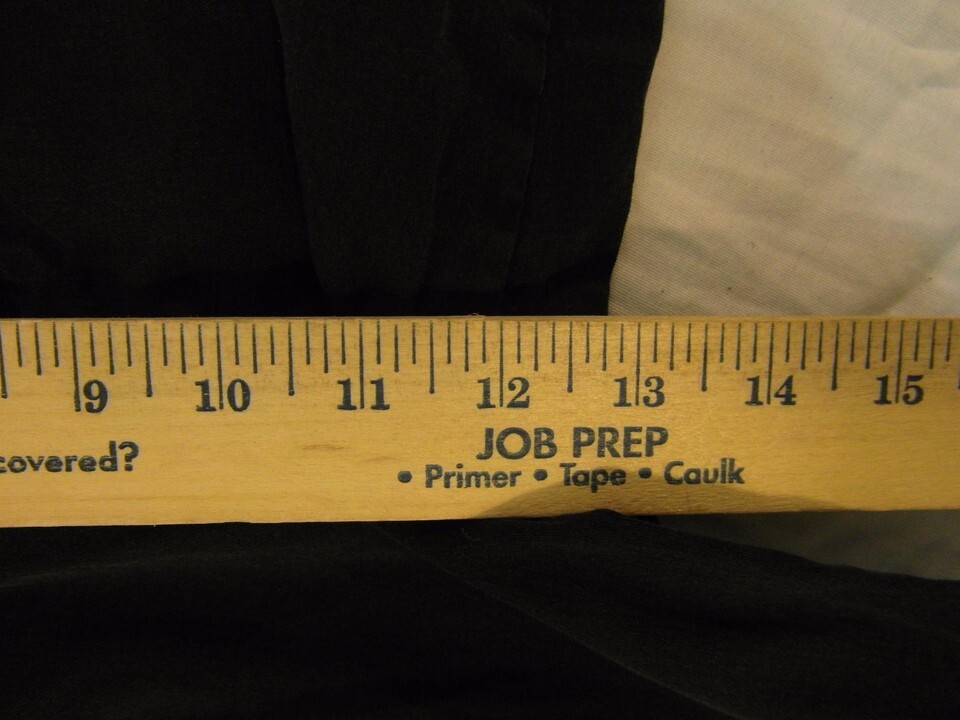 9 10 11 12 13 14 15
covered? JOB PREP
• Primer • Tape • Caulk